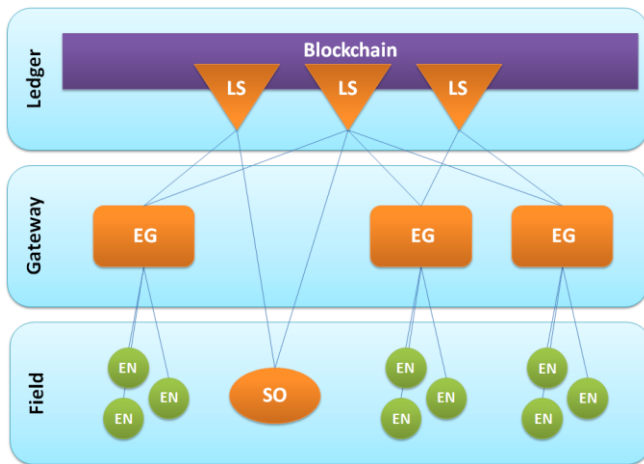 Ledger
Blockchain
LS LS LS
Gateway
EG EG EG
Field
EN EN EN
EN EN EN
EN EN EN
SO